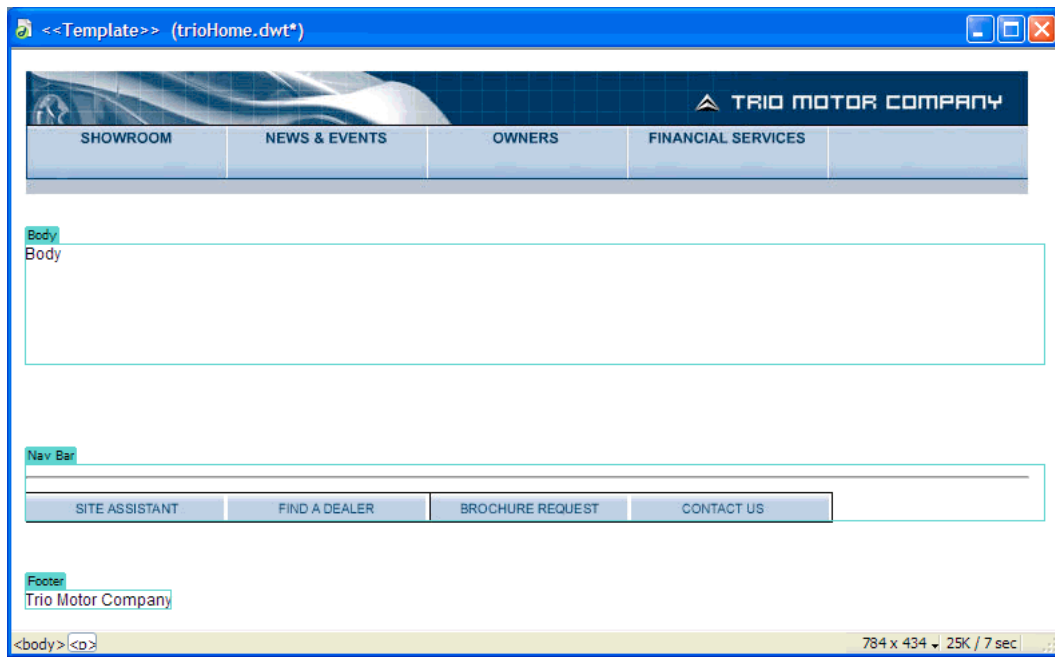 <<Template>> (trioHome.dwt*)
TRIO MOTOR COMPANY
SHOWROOM NEWS & EVENTS OWNERS FINANCIAL SERVICES
Body
Body
Nav Bar
SITE ASSISTANT FIND A DEALER BROCHURE REQUEST CONTACT US
Footer
Trio Motor Company
<body> <p> 784 x 434 25K / 7 sec